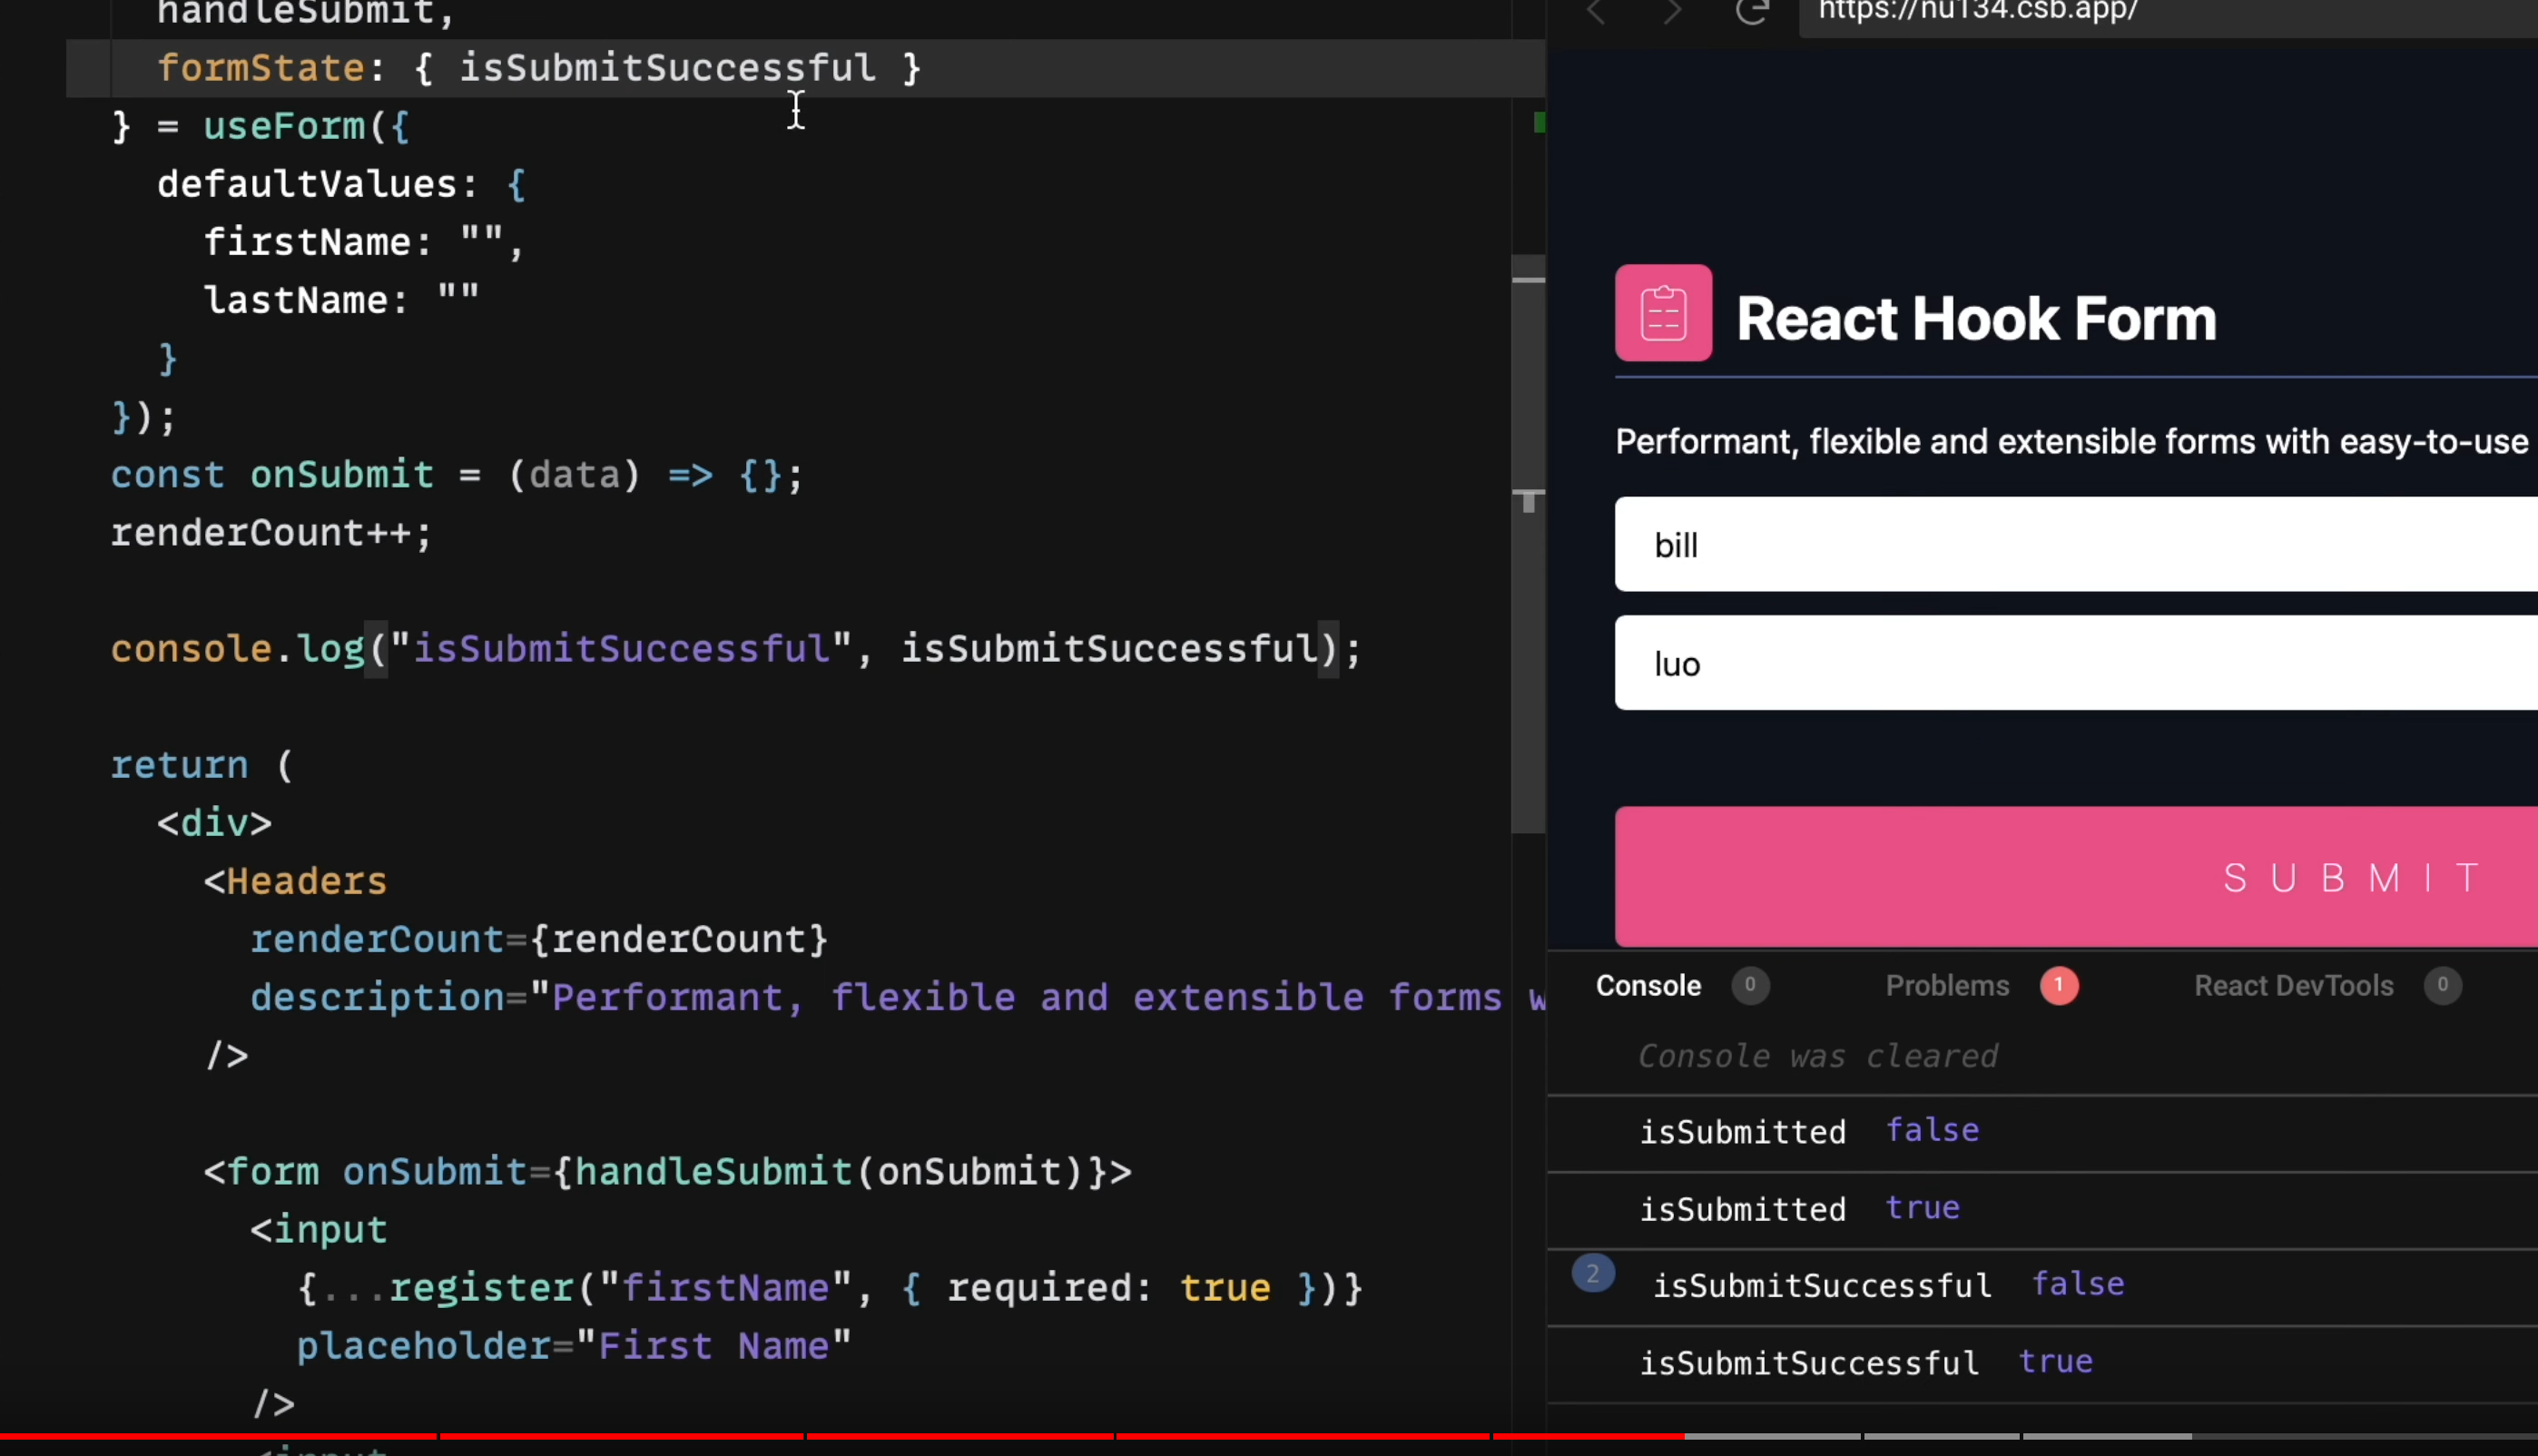 handleSubmit,
formState: { isSubmitSuccessful }
} = useForm({
defaultValues: {
firstName: "",
lastName: ""
}
});
const onSubmit = (data) => {};
renderCount++;
console.log("isSubmitSuccessful", isSubmitSuccessful);
return (
<div>
<Headers
renderCount={renderCount}
description="Performant, flexible and extensible forms w
/>
<form onSubmit={handleSubmit(onSubmit)}>
<input
{...register("firstName", { required: true })}
placeholder="First Name"
/>
<input
https://nu134.csb.app/
React Hook Form
Performant, flexible and extensible forms with easy-to-use
bill
luo
SUBMIT
Console 0 Problems 1 React DevTools 0
Console was cleared
isSubmitted false
isSubmitted true
2 isSubmitSuccessful false
isSubmitSuccessful true